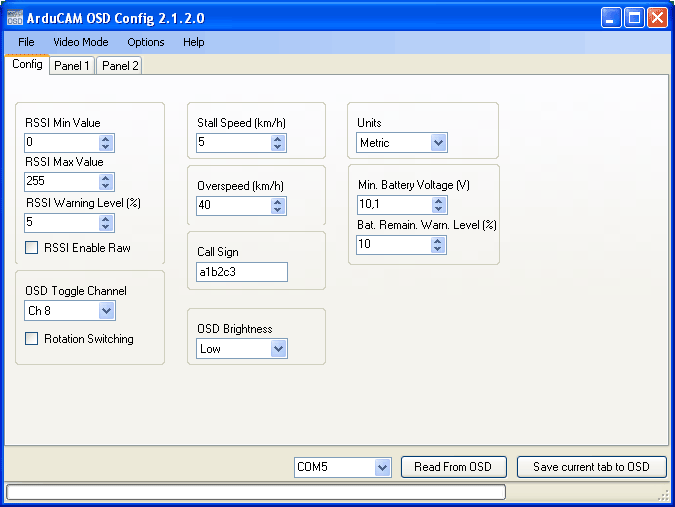 ArduCAM OSD Config 2.1.2.0
File Video Mode Options Help
Config Panel 1 Panel 2
RSSI Min Value
0
RSSI Max Value
255
RSSI Warning Level (%)
5
RSSI Enable Raw
OSD Toggle Channel
Ch 8
Rotation Switching
Stall Speed (km/h)
5
Overspeed (km/h)
40
Call Sign
a1b2c3
OSD Brightness
Low
Units
Metric
Min. Battery Voltage (V)
10,1
Bat. Remain. Warn. Level (%)
10
COM5 Read From OSD Save current tab to OSD